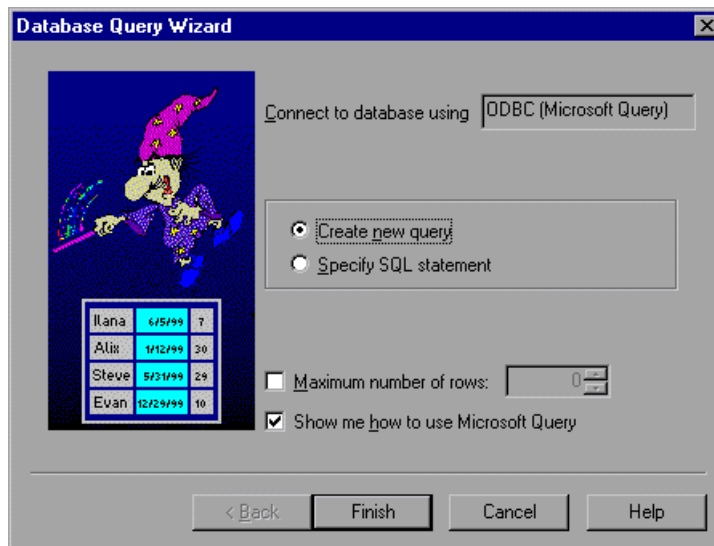 Database Query Wizard
Connect to database using ODBC (Microsoft Query)
Create new query
Specify SQL statement
Ilana 6/5/99 7
Alix 1/12/99 30
Steve 5/31/99 29
Evan 12/29/99 10
Maximum number of rows: 0
Show me how to use Microsoft Query
< Back Finish Cancel Help